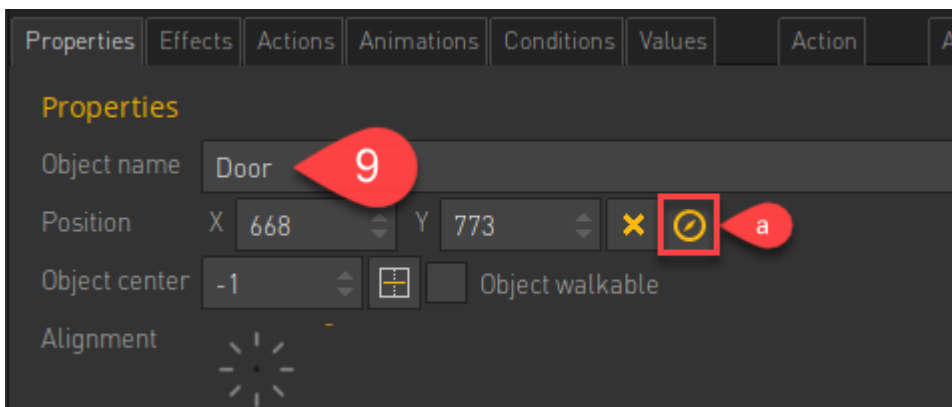 Properties Effects Actions Animations Conditions Values Action A
Properties
Object name Door 9
Position X 668 Y 773 a
Object center -1 Object walkable
Alignment